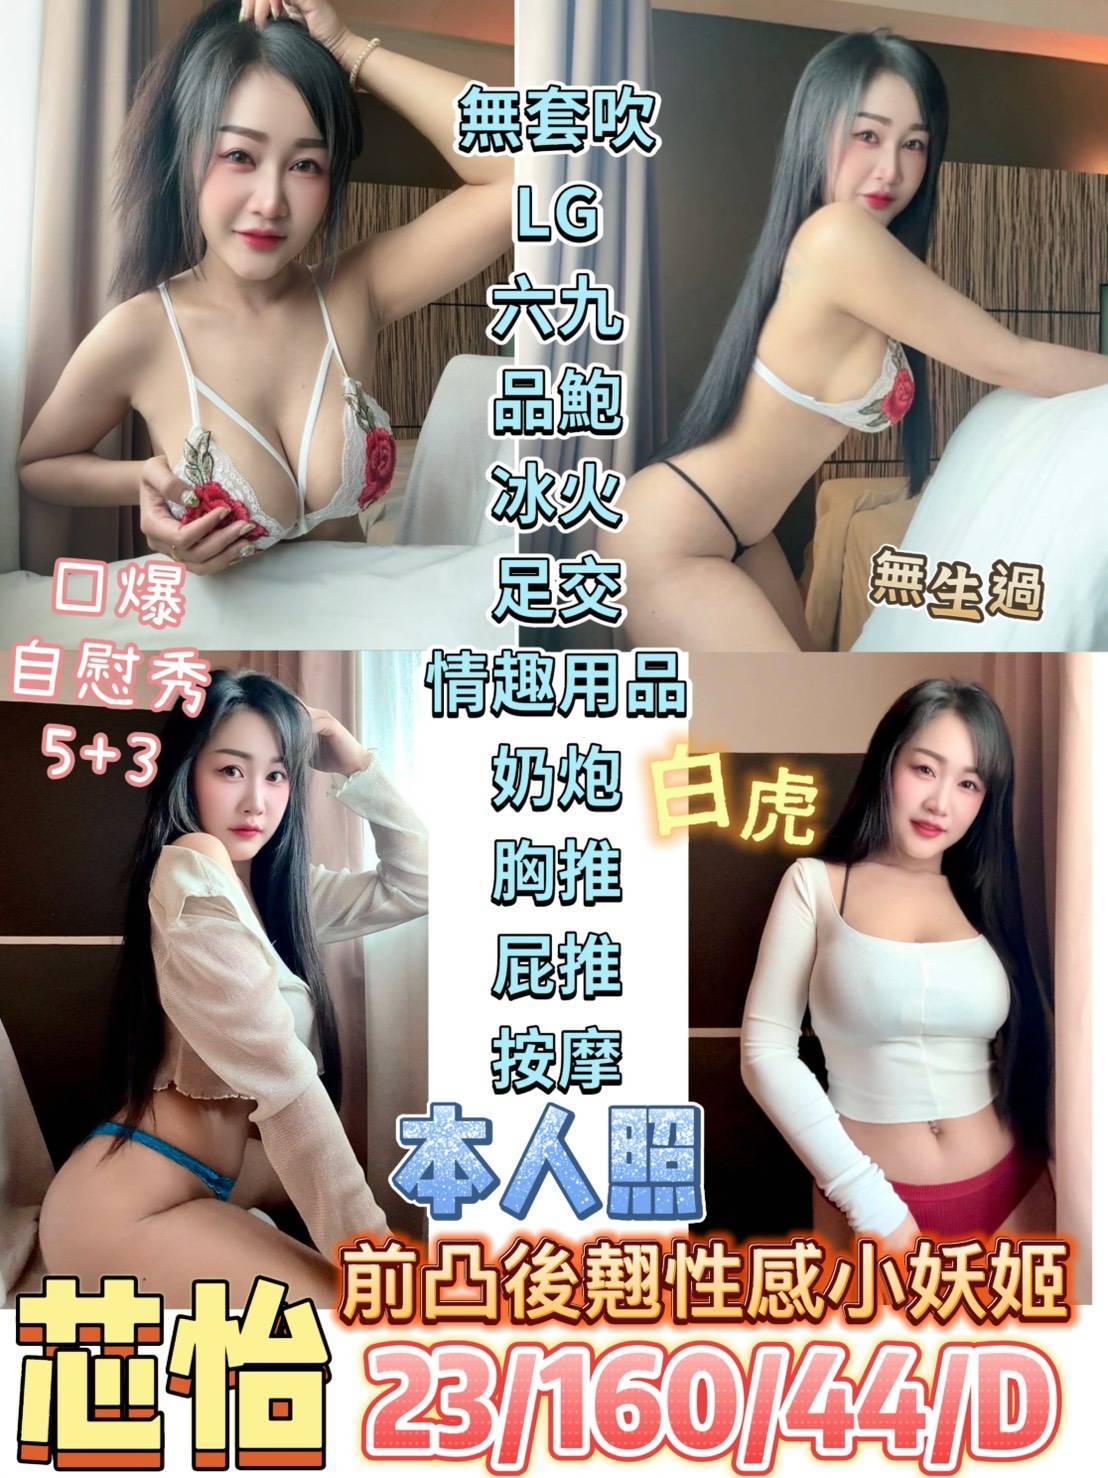 無套吹
LG
六九
品鮑
冰火
足交
無生過
口爆
自慰秀
5+3
情趣用品
奶炮
白虎
胸推
屁推
按摩
本人照
前凸後翹性感小妖姬
芯怡
23/160/44/D